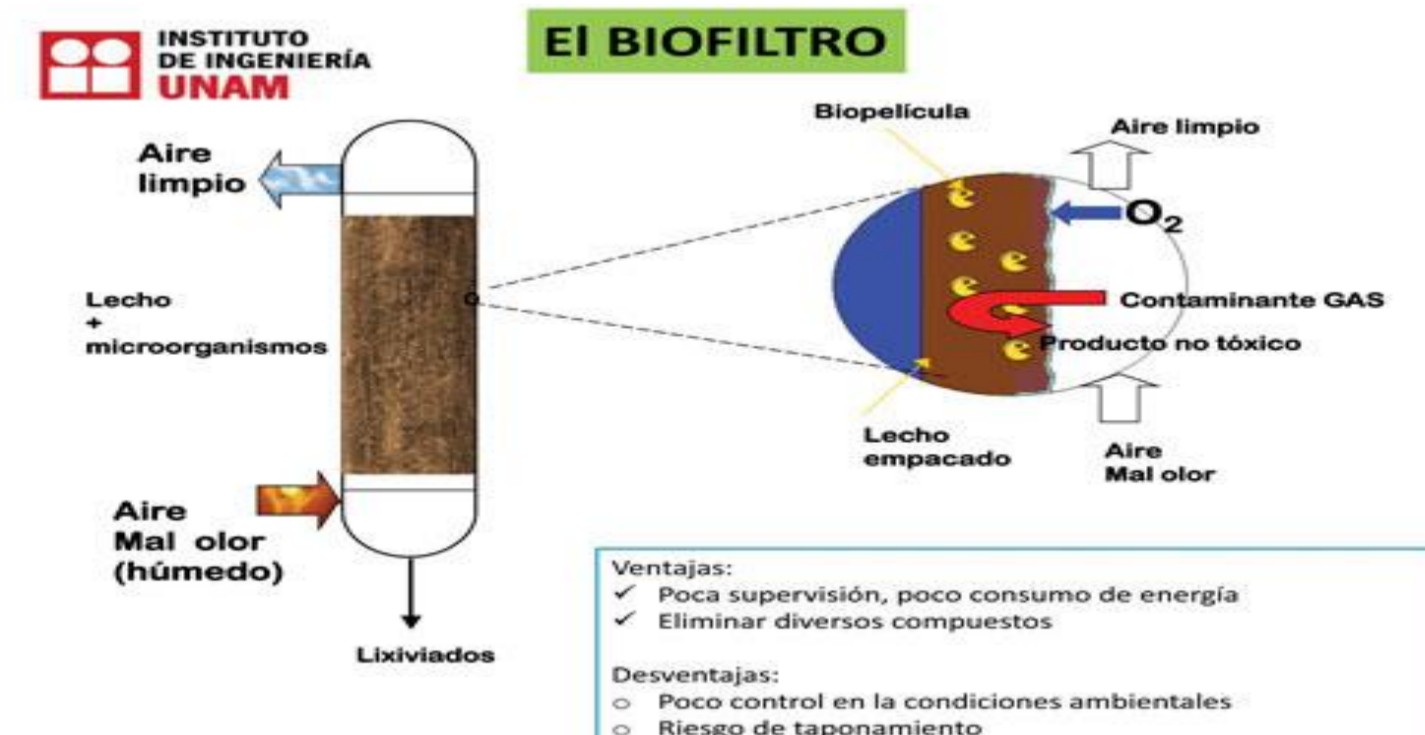 INSTITUTO
DE INGENIERÍA
UNAM
El BIOFILTRO
Aire
limpio
Lecho
+
microorganismos
Aire
Mal olor
(húmedo)
Lixiviados
Biopelícula
Aire limpio
O2
Contaminante GAS
Producto no tóxico
Lecho
empacado
Aire
Mal olor
Ventajas:
✓ Poca supervisión, poco consumo de energía
✓ Eliminar diversos compuestos
Desventajas:
○ Poco control en la condiciones ambientales
○ Riesgo de taponamiento